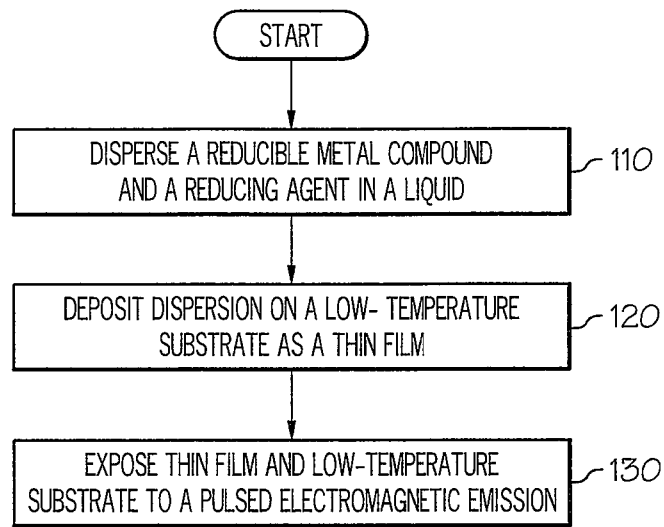 START
DISPERSE A REDUCIBLE METAL COMPOUND
AND A REDUCING AGENT IN A LIQUID
110
DEPOSIT DISPERSION ON A LOW- TEMPERATURE
SUBSTRATE AS A THIN FILM
120
EXPOSE THIN FILM AND LOW-TEMPERATURE
SUBSTRATE TO A PULSED ELECTROMAGNETIC EMISSION
130